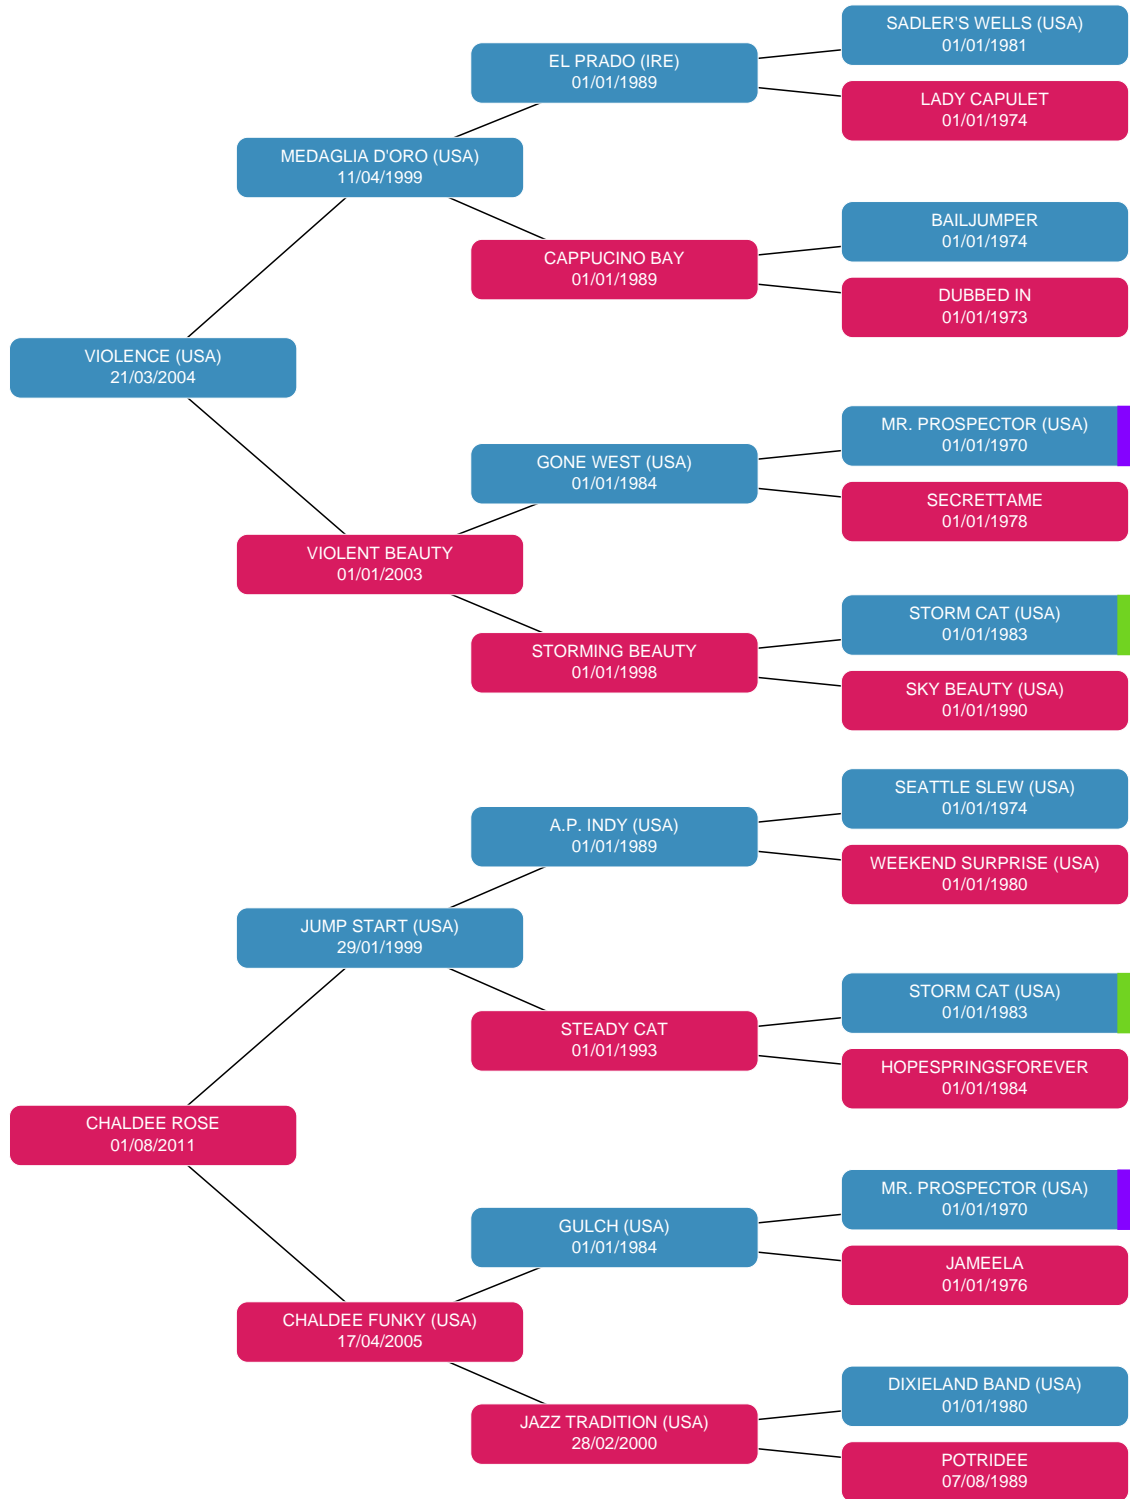 SADLER'S WELLS (USA)
01/01/1981
EL PRADO (IRE)
01/01/1989
LADY CAPULET
01/01/1974
MEDAGLIA D'ORO (USA)
11/04/1999
BAILJUMPER
01/01/1974
CAPPUCINO BAY
01/01/1989
DUBBED IN
01/01/1973
VIOLENCE (USA)
21/03/2004
MR. PROSPECTOR (USA)
01/01/1970
GONE WEST (USA)
01/01/1984
SECRETTAME
01/01/1978
VIOLENT BEAUTY
01/01/2003
STORM CAT (USA)
01/01/1983
STORMING BEAUTY
01/01/1998
SKY BEAUTY (USA)
01/01/1990
SEATTLE SLEW (USA)
01/01/1974
A.P. INDY (USA)
01/01/1989
WEEKEND SURPRISE (USA)
01/01/1980
JUMP START (USA)
29/01/1999
STORM CAT (USA)
01/01/1983
STEADY CAT
01/01/1993
HOPESPRINGSFOREVER
01/01/1984
CHALDEE ROSE
01/08/2011
MR. PROSPECTOR (USA)
01/01/1970
GULCH (USA)
01/01/1984
JAMEELA
01/01/1976
CHALDEE FUNKY (USA)
17/04/2005
DIXIELAND BAND (USA)
01/01/1980
JAZZ TRADITION (USA)
28/02/2000
POTRIDEE
07/08/1989